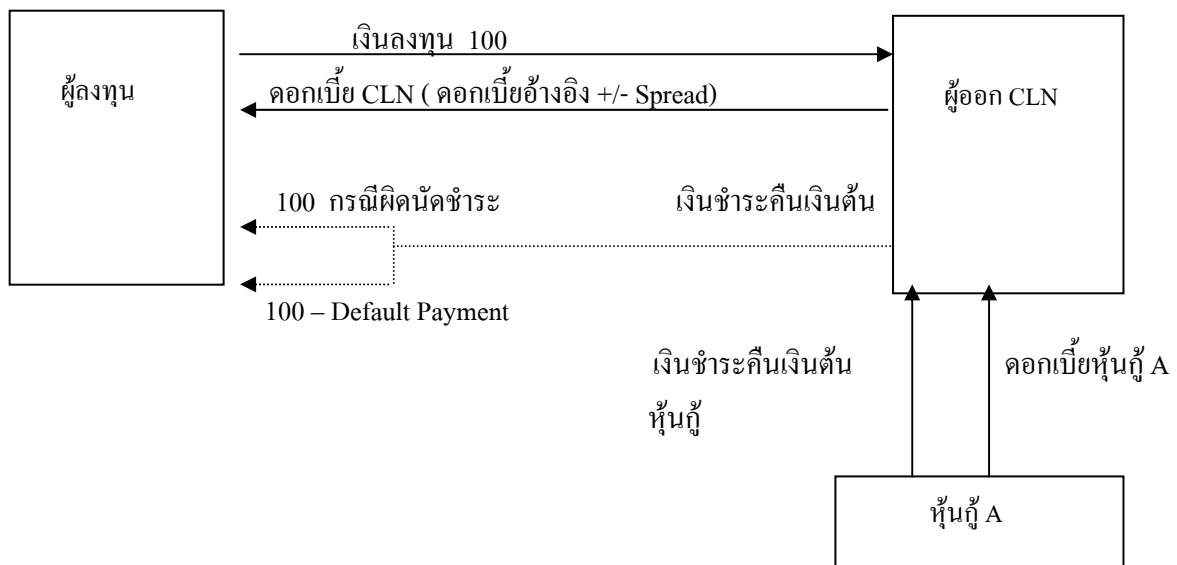 เงินลงทุน 100
ผู้ลงทุน
ดอกเบี้ย CLN ( ดอกเบี้ยอ้างอิง +/- Spread)
ผู้ออก CLN
100 กรณีผิดนัดชำระ
เงินชำระคืนเงินต้น
100 – Default Payment
เงินชำระคืนเงินต้น
หุ้นกู้
ดอกเบี้ยหุ้นกู้ A
หุ้นกู้ A